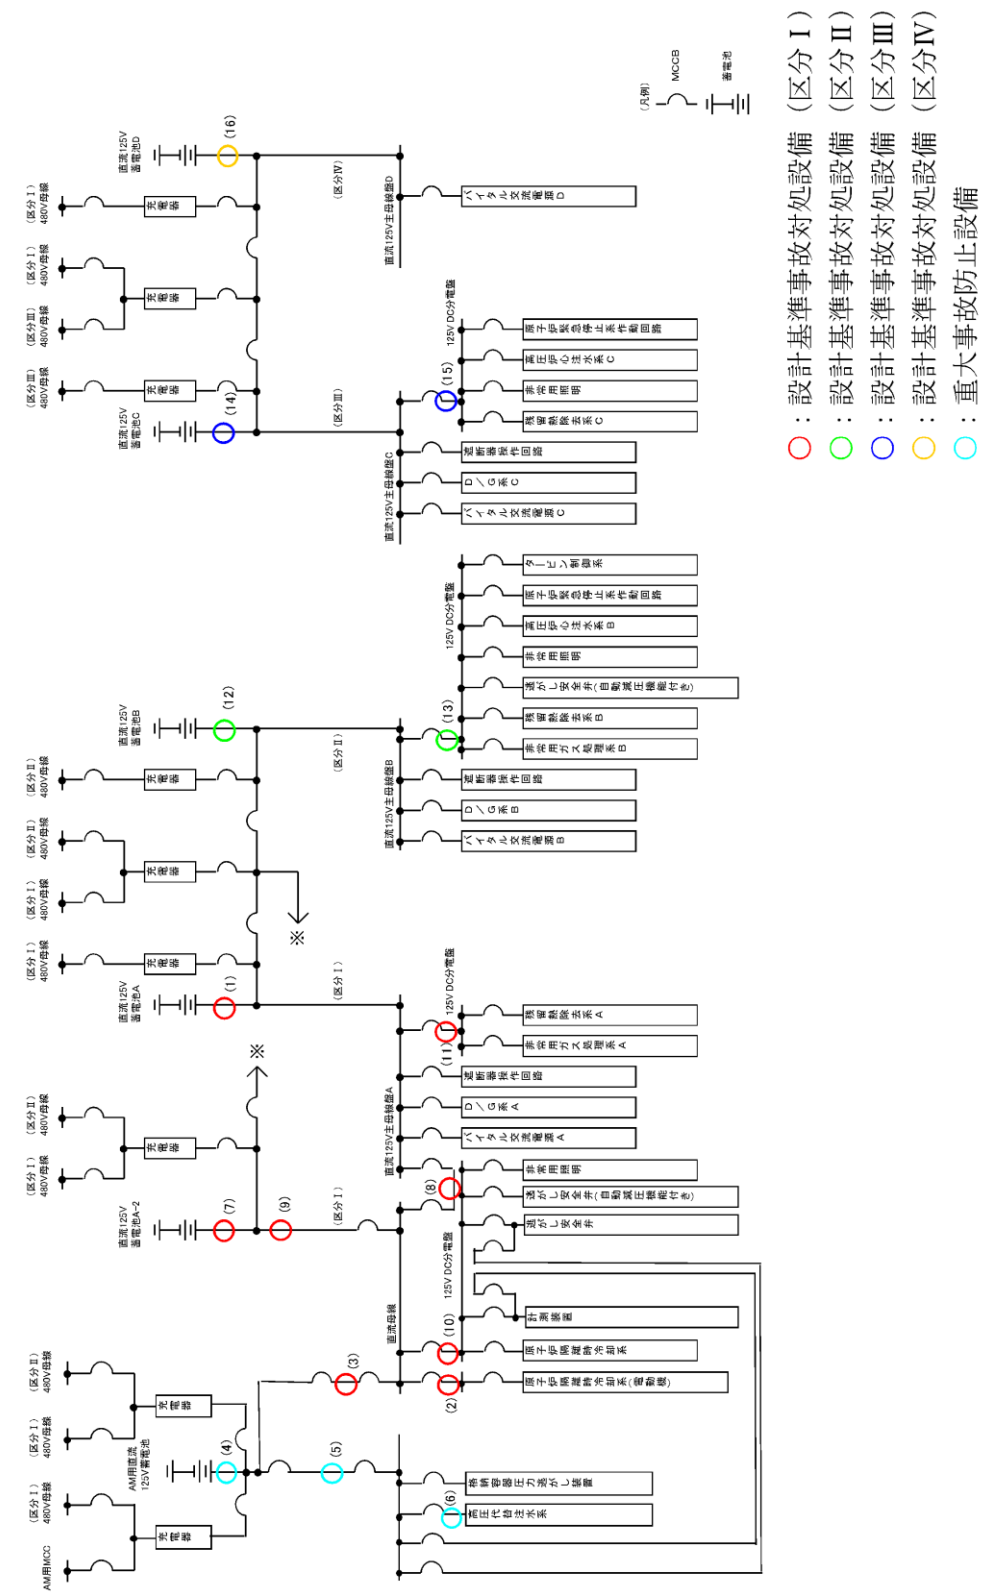 AM用MCC
(区分Ⅰ)
480V母線
(区分Ⅰ)
480V母線
(区分Ⅱ)
480V母線
(区分Ⅰ)
480V母線
(区分Ⅱ)
480V母線
(区分Ⅰ)
480V母線
(区分Ⅰ)
480V母線
(区分Ⅱ)
480V母線
(区分Ⅱ)
480V母線
(区分Ⅲ)
480V母線
(区分Ⅲ)
480V母線
(区分Ⅰ)
480V母線
(区分Ⅰ)
480V母線
充電器
AM用直流
125V蓄電池
充電器
直流125V
蓄電池A-2
充電器
直流125V
蓄電池A
充電器
充電器
充電器
直流125V
蓄電池B
直流125V
蓄電池C
充電器
充電器
充電器
直流125V
蓄電池D
(4)
(7)
(1)
(12)
(14)
(16)
※
※
(5)
(3)
(9)
(区分Ⅰ)
(区分Ⅰ)
(区分Ⅱ)
(区分Ⅲ)
(区分Ⅳ)
直流母線
直流125V主母線盤A
直流125V主母線盤B
直流125V主母線盤C
直流125V主母線盤D
(6)
(2)
(10)
(8)
(11)
(13)
(15)
125V DC分電盤
125V DC分電盤
125V DC分電盤
125V DC分電盤
高圧代替注水系
格納容器圧力逃がし装置
原子炉隔離時冷却系(電動機)
原子炉隔離時冷却系
計測装置
逃がし安全弁
逃がし安全弁(自動減圧機能付き)
非常用照明
バイタル交流電源A
D/G系A
遮断器操作回路
非常用ガス処理系A
残留熱除去系A
バイタル交流電源B
D/G系B
遮断器操作回路
非常用ガス処理系B
残留熱除去系B
逃がし安全弁(自動減圧機能付き)
非常用照明
高圧炉心注水系B
原子炉緊急停止系作動回路
タービン制御系
バイタル交流電源C
D/G系C
遮断器操作回路
残留熱除去系C
非常用照明
高圧炉心注水系C
原子炉緊急停止系作動回路
バイタル交流電源D
(凡例)
MCCB
蓄電池
○：設計基準事故対処設備（区分Ⅰ）
○：設計基準事故対処設備（区分Ⅱ）
○：設計基準事故対処設備（区分Ⅲ）
○：設計基準事故対処設備（区分Ⅳ）
○：重大事故防止設備